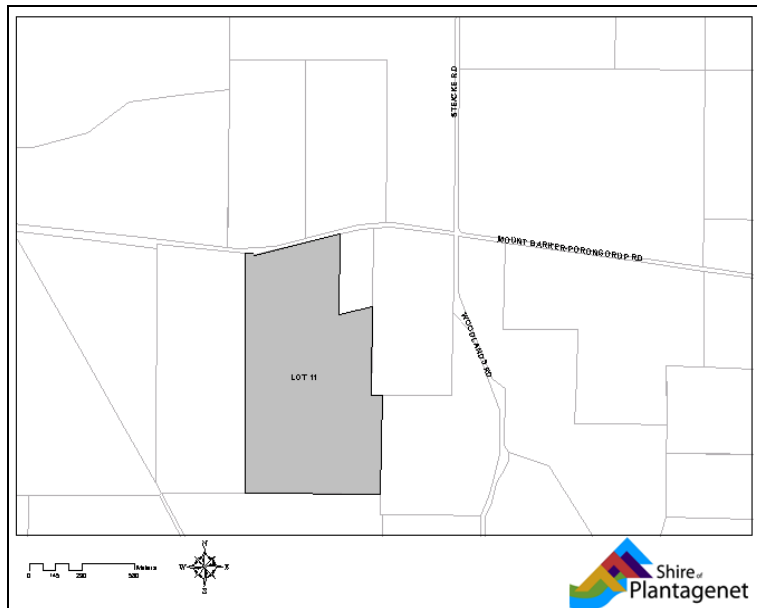 STEICKE RD
MOUNT BARKER-PORONGORUP RD
WOODLANDS RD
LOT 11
N
W E
S
0 145 290 580 Meters
Shire of
Plantagenet